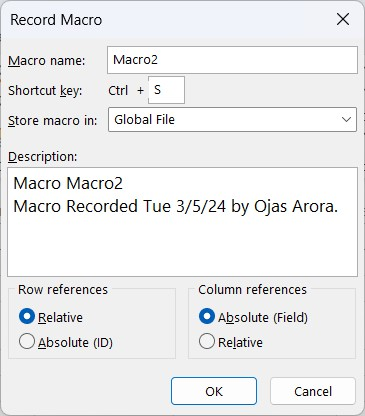 Record Macro
Macro name: Macro2
Shortcut key: Ctrl + S
Store macro in: Global File
Description:
Macro Macro2
Macro Recorded Tue 3/5/24 by Ojas Arora.
Row references
Relative
Absolute (ID)
Column references
Absolute (Field)
Relative
OK
Cancel